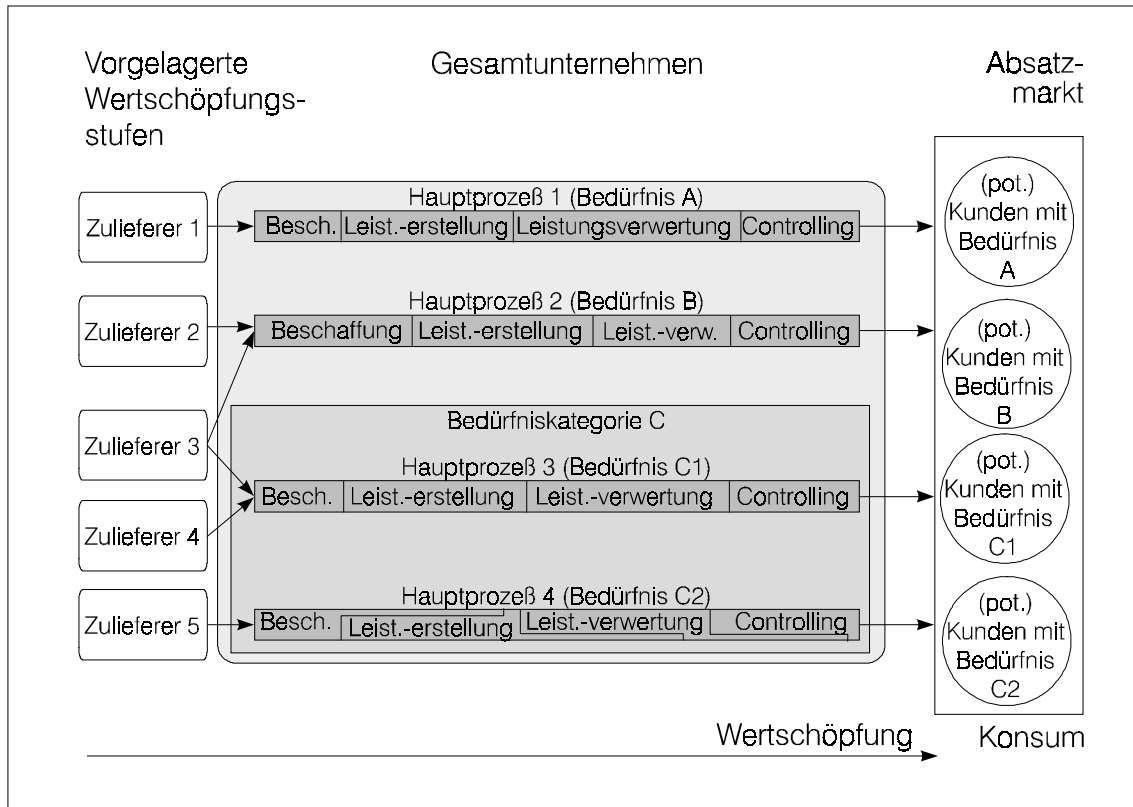 Vorgelagerte
Wertschöpfungs-
stufen
Gesamtunternehmen
Absatz-
markt
Zulieferer 1
Hauptprozeß 1 (Bedürfnis A)
Besch. Leist.-erstellung Leistungsverwertung Controlling
(pot.)
Kunden mit
Bedürfnis
A
Zulieferer 2
Hauptprozeß 2 (Bedürfnis B)
Beschaffung Leist.-erstellung Leist.-verw. Controlling
(pot.)
Kunden mit
Bedürfnis
B
Zulieferer 3
Bedürfniskategorie C
Hauptprozeß 3 (Bedürfnis C1)
Besch. Leist.-erstellung Leist.-verwertung Controlling
(pot.)
Kunden mit
Bedürfnis
C1
Zulieferer 4
Zulieferer 5
Hauptprozeß 4 (Bedürfnis C2)
Besch. Leist.-erstellung Leist.-verwertung Controlling
(pot.)
Kunden mit
Bedürfnis
C2
Wertschöpfung
Konsum